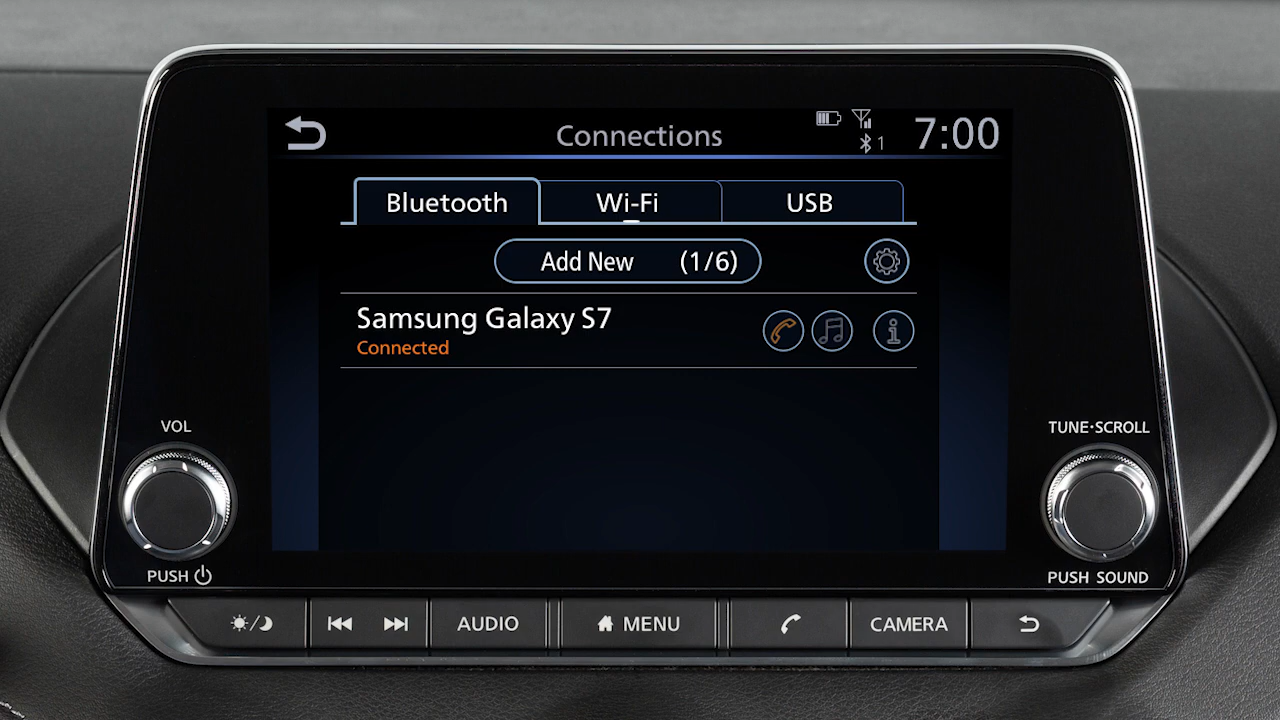 Connections
1
7:00
Bluetooth
Wi-Fi
USB
Add New (1/6)
Samsung Galaxy S7
Connected
VOL
PUSH
TUNE·SCROLL
PUSH SOUND
AUDIO
MENU
CAMERA